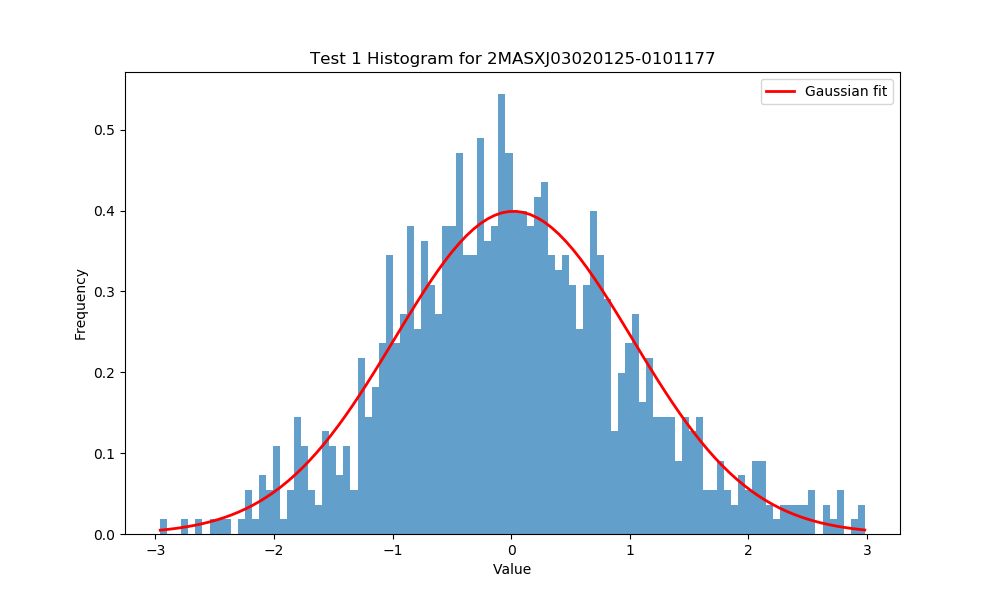 Test 1 Histogram for 2MASXJ03020125-0101177
Gaussian fit
0.5
0.4
0.3
0.2
0.1
0.0
Frequency
−3 −2 −1 0 1 2 3
Value